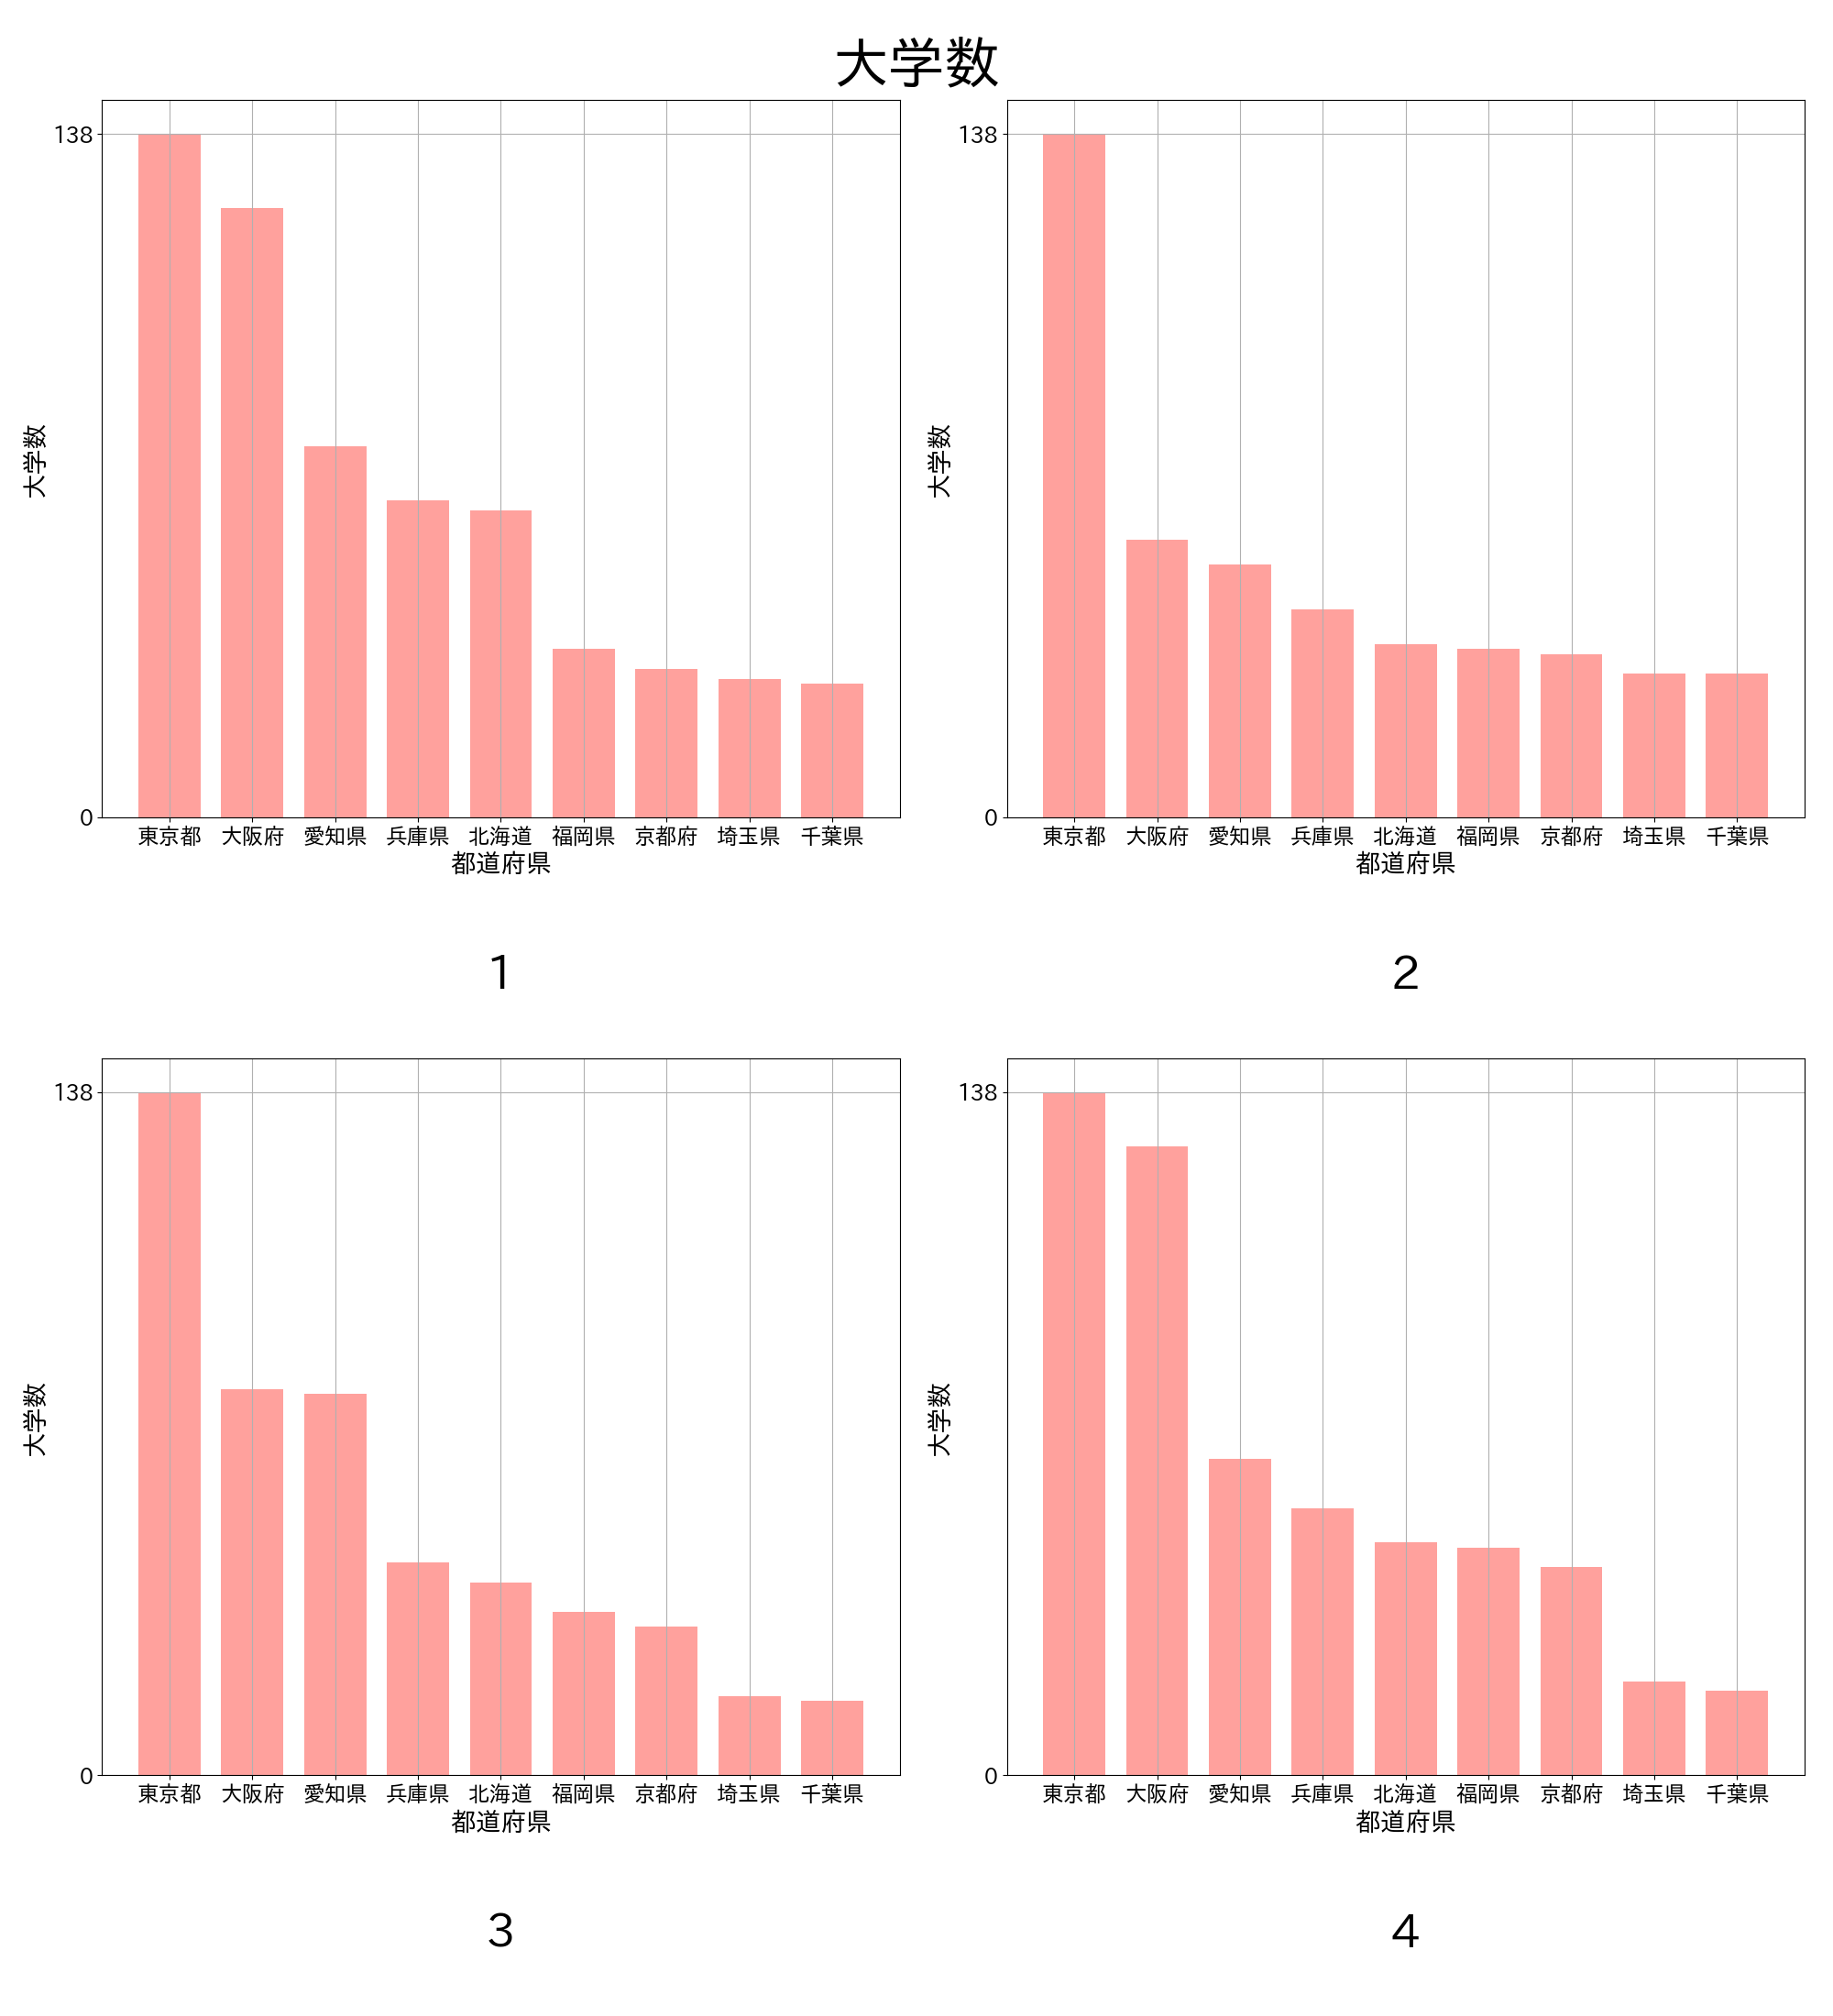 大学数
138
大学数
0
東京都 大阪府 愛知県 兵庫県 北海道 福岡県 京都府 埼玉県 千葉県
都道府県
1
138
大学数
0
東京都 大阪府 愛知県 兵庫県 北海道 福岡県 京都府 埼玉県 千葉県
都道府県
2
138
大学数
0
東京都 大阪府 愛知県 兵庫県 北海道 福岡県 京都府 埼玉県 千葉県
都道府県
3
138
大学数
0
東京都 大阪府 愛知県 兵庫県 北海道 福岡県 京都府 埼玉県 千葉県
都道府県
4